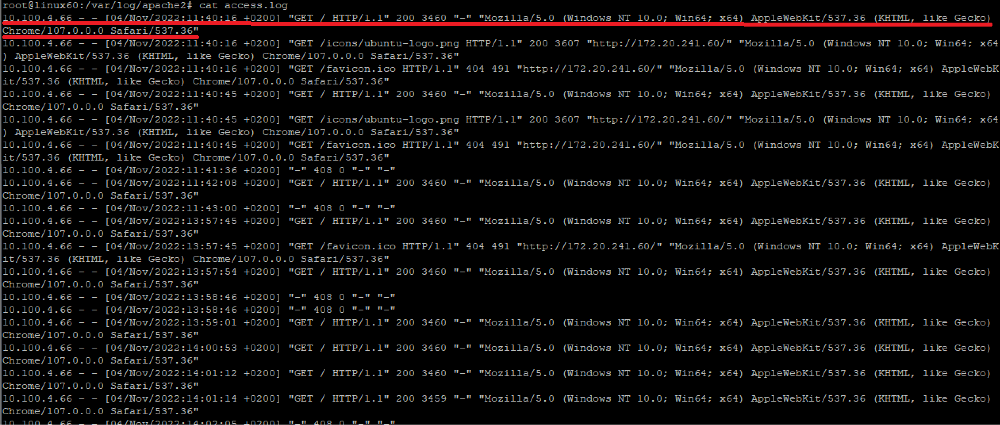 root@linux60:/var/log/apache2# cat access.log
10.100.4.66 - - [04/Nov/2022:11:40:16 +0200] "GET / HTTP/1.1" 200 3460 "-" "Mozilla/5.0 (Windows NT 10.0; Win64; x64) AppleWebKit/537.36 (KHTML, like Gecko)
Chrome/107.0.0.0 Safari/537.36"
10.100.4.66 - - [04/Nov/2022:11:40:16 +0200] "GET /icons/ubuntu-logo.png HTTP/1.1" 200 3607 "http://172.20.241.60/" "Mozilla/5.0 (Windows NT 10.0; Win64; x64
) AppleWebKit/537.36 (KHTML, like Gecko) Chrome/107.0.0.0 Safari/537.36"
10.100.4.66 - - [04/Nov/2022:11:40:16 +0200] "GET /favicon.ico HTTP/1.1" 404 491 "http://172.20.241.60/" "Mozilla/5.0 (Windows NT 10.0; Win64; x64) AppleWebK
it/537.36 (KHTML, like Gecko) Chrome/107.0.0.0 Safari/537.36"
10.100.4.66 - - [04/Nov/2022:11:40:45 +0200] "GET / HTTP/1.1" 200 3460 "-" "Mozilla/5.0 (Windows NT 10.0; Win64; x64) AppleWebKit/537.36 (KHTML, like Gecko)
Chrome/107.0.0.0 Safari/537.36"
10.100.4.66 - - [04/Nov/2022:11:40:45 +0200] "GET /icons/ubuntu-logo.png HTTP/1.1" 200 3607 "http://172.20.241.60/" "Mozilla/5.0 (Windows NT 10.0; Win64; x64
) AppleWebKit/537.36 (KHTML, like Gecko) Chrome/107.0.0.0 Safari/537.36"
10.100.4.66 - - [04/Nov/2022:11:40:45 +0200] "GET /favicon.ico HTTP/1.1" 404 491 "http://172.20.241.60/" "Mozilla/5.0 (Windows NT 10.0; Win64; x64) AppleWebK
it/537.36 (KHTML, like Gecko) Chrome/107.0.0.0 Safari/537.36"
10.100.4.66 - - [04/Nov/2022:11:41:36 +0200] "-" 408 0 "-" "-"
10.100.4.66 - - [04/Nov/2022:11:42:08 +0200] "GET / HTTP/1.1" 200 3460 "-" "Mozilla/5.0 (Windows NT 10.0; Win64; x64) AppleWebKit/537.36 (KHTML, like Gecko)
Chrome/107.0.0.0 Safari/537.36"
10.100.4.66 - - [04/Nov/2022:11:43:00 +0200] "-" 408 0 "-" "-"
10.100.4.66 - - [04/Nov/2022:13:57:45 +0200] "GET / HTTP/1.1" 200 3460 "-" "Mozilla/5.0 (Windows NT 10.0; Win64; x64) AppleWebKit/537.36 (KHTML, like Gecko)
Chrome/107.0.0.0 Safari/537.36"
10.100.4.66 - - [04/Nov/2022:13:57:45 +0200] "GET /favicon.ico HTTP/1.1" 404 491 "http://172.20.241.60/" "Mozilla/5.0 (Windows NT 10.0; Win64; x64) AppleWebK
it/537.36 (KHTML, like Gecko) Chrome/107.0.0.0 Safari/537.36"
10.100.4.66 - - [04/Nov/2022:13:57:54 +0200] "GET / HTTP/1.1" 200 3460 "-" "Mozilla/5.0 (Windows NT 10.0; Win64; x64) AppleWebKit/537.36 (KHTML, like Gecko)
Chrome/107.0.0.0 Safari/537.36"
10.100.4.66 - - [04/Nov/2022:13:58:46 +0200] "-" 408 0 "-" "-"
10.100.4.66 - - [04/Nov/2022:13:58:46 +0200] "-" 408 0 "-" "-"
10.100.4.66 - - [04/Nov/2022:13:59:01 +0200] "GET / HTTP/1.1" 200 3460 "-" "Mozilla/5.0 (Windows NT 10.0; Win64; x64) AppleWebKit/537.36 (KHTML, like Gecko)
Chrome/107.0.0.0 Safari/537.36"
10.100.4.66 - - [04/Nov/2022:14:00:53 +0200] "GET / HTTP/1.1" 200 3460 "-" "Mozilla/5.0 (Windows NT 10.0; Win64; x64) AppleWebKit/537.36 (KHTML, like Gecko)
Chrome/107.0.0.0 Safari/537.36"
10.100.4.66 - - [04/Nov/2022:14:01:12 +0200] "GET / HTTP/1.1" 200 3460 "-" "Mozilla/5.0 (Windows NT 10.0; Win64; x64) AppleWebKit/537.36 (KHTML, like Gecko)
Chrome/107.0.0.0 Safari/537.36"
10.100.4.66 - - [04/Nov/2022:14:01:14 +0200] "GET / HTTP/1.1" 200 3459 "-" "Mozilla/5.0 (Windows NT 10.0; Win64; x64) AppleWebKit/537.36 (KHTML, like Gecko)
Chrome/107.0.0.0 Safari/537.36"
10.100.4.66 - - [04/Nov/2022:14:02:05 +0200] "-" 408 0 "-" "-"